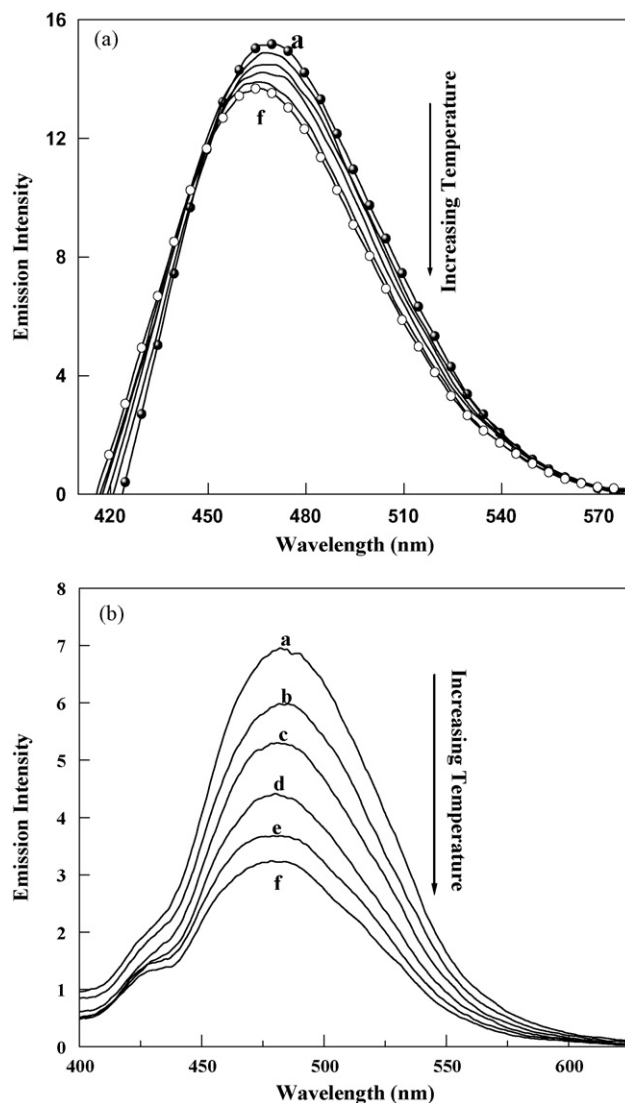 (a)
16
a
12
f
8
4
0
Emission Intensity
Increasing Temperature
420 450 480 510 540 570
Wavelength (nm)
(b)
8
7
a
6
b
5
c
4
d
e
3
f
2
1
0
Emission Intensity
Increasing Temperature
400 450 500 550 600
Wavelength (nm)